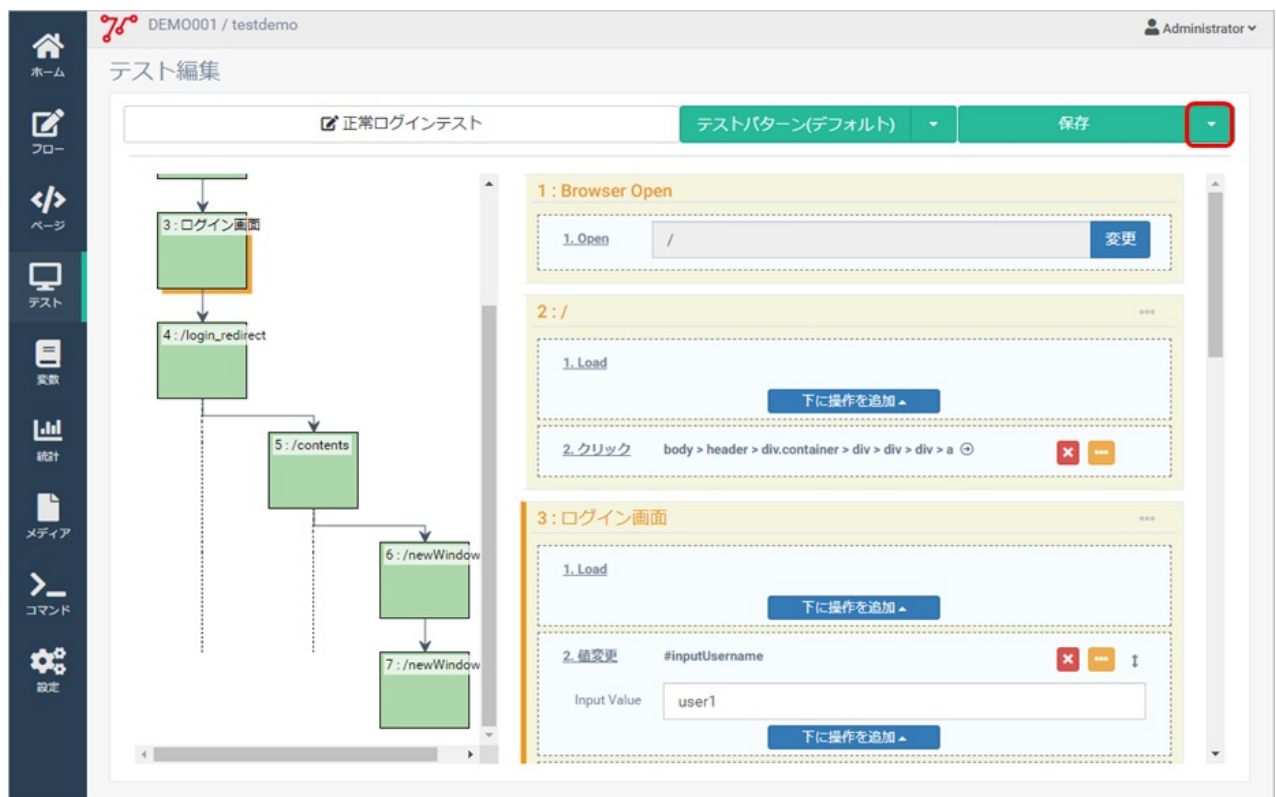 DEMO001 / testdemo
Administrator
ホーム
フロー
ページ
テスト
変数
統計
メディア
コマンド
設定
テスト編集
正常ログインテスト
テストパターン(デフォルト)
保存
3 : ログイン画面
4 : /login_redirect
5 : /contents
6 : /newWindow
7 : /newWindow
1 : Browser Open
1. Open
/
変更
2 : /
1. Load
下に操作を追加
2. クリック body > header > div.container > div > div > div > a
3 : ログイン画面
1. Load
下に操作を追加
2. 値変更 #inputUsername
Input Value user1
下に操作を追加